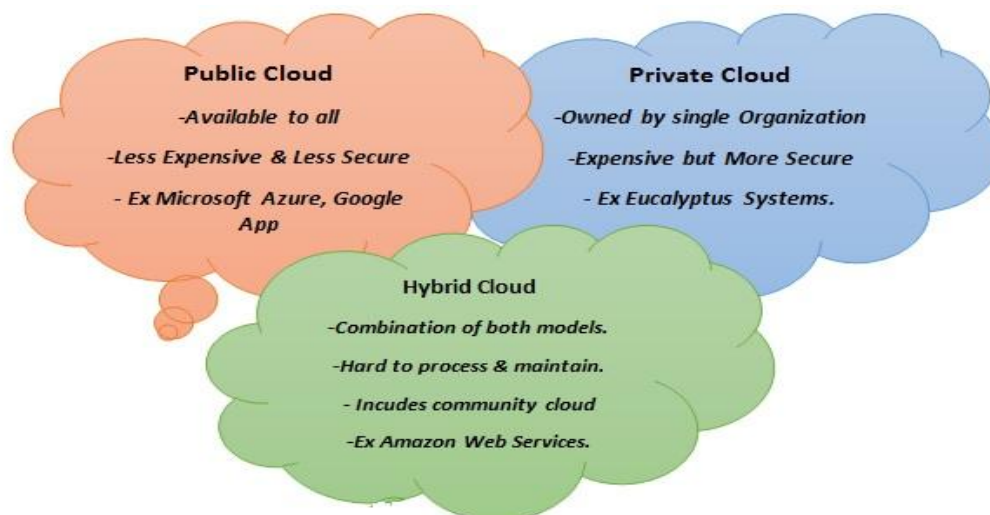 Public Cloud
-Available to all
-Less Expensive & Less Secure
- Ex Microsoft Azure, Google
App
Private Cloud
-Owned by single Organization
-Expensive but More Secure
- Ex Eucalyptus Systems.
Hybrid Cloud
-Combination of both models.
-Hard to process & maintain.
- Incudes community cloud
-Ex Amazon Web Services.